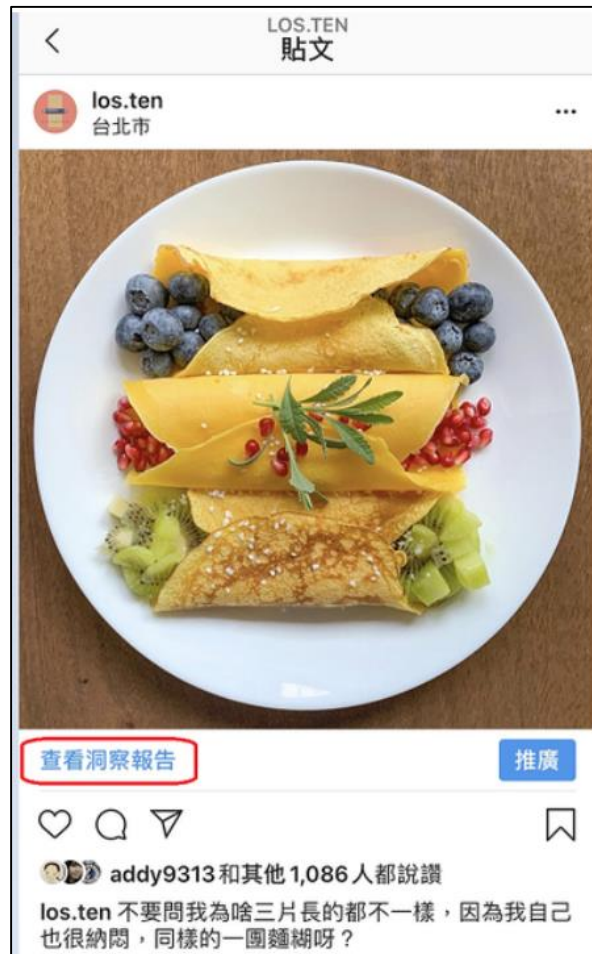 LOS.TEN
貼文
los.ten
台北市
查看洞察報告
推廣
addy9313和其他 1,086 人都說讚
los.ten 不要問我為啥三片長的都不一樣，因為我自己
也很納悶，同樣的一團麵糊呀？